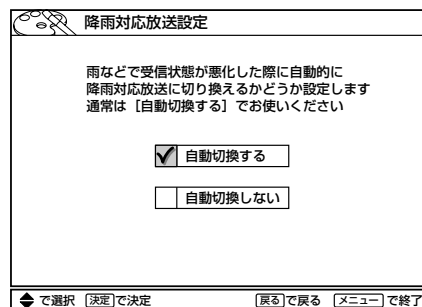 降雨対応放送設定
雨などで受信状態が悪化した際に自動的に
降雨対応放送に切り換えるかどうか設定します
通常は［自動切換する］でお使いください
自動切換する
自動切換しない
で選択 決定で決定 戻るで戻る メニューで終了